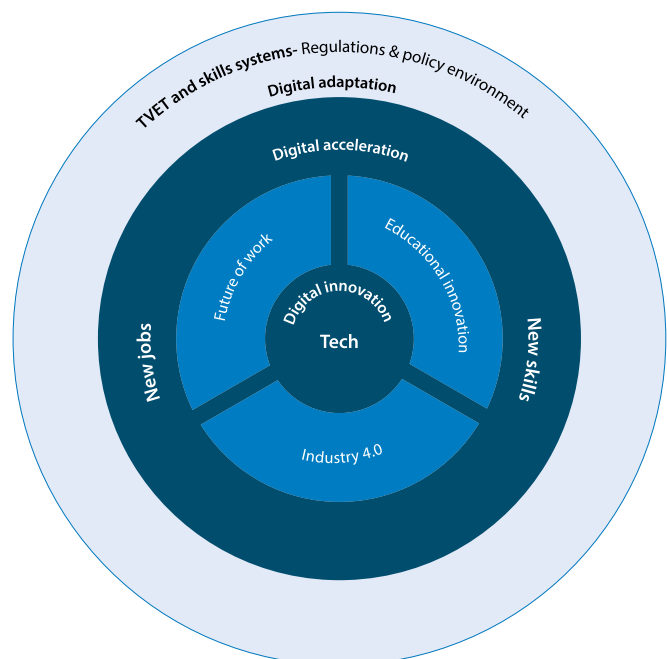 TVET and skills systems- Regulations & policy environment
Digital adaptation
Digital acceleration
Future of work
Educational innovation
Digital innovation
Tech
New jobs
New skills
Industry 4.0